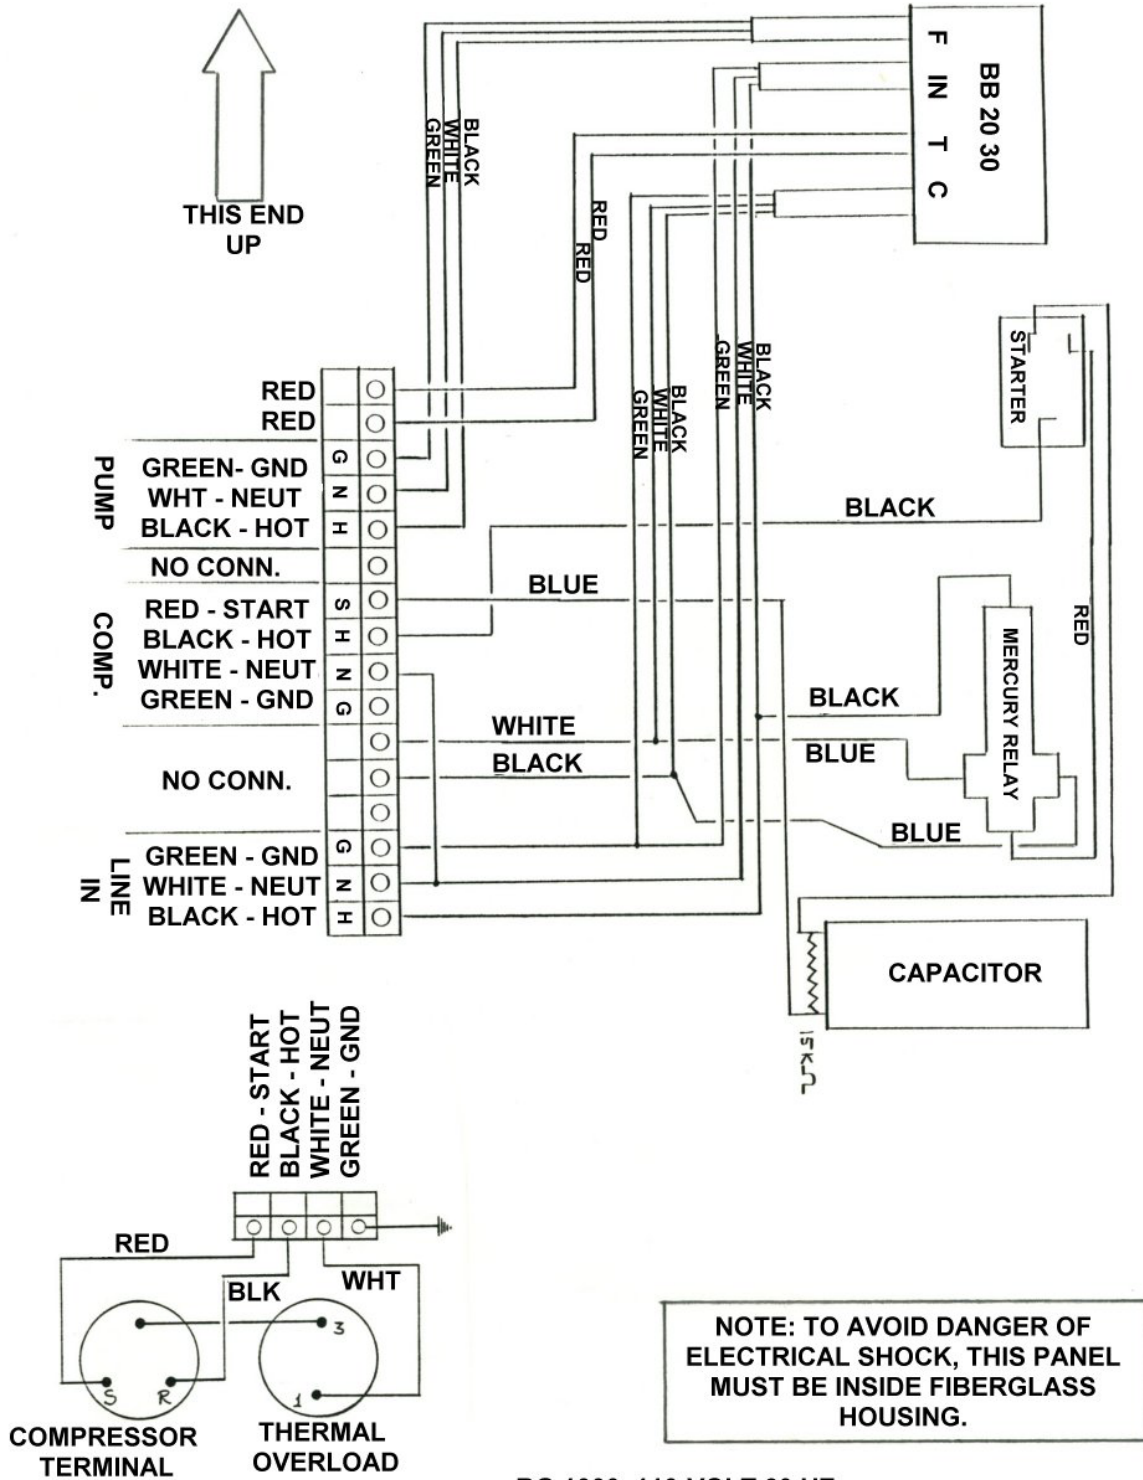 THIS END
UP
F
IN
T
C
BB 20 30
BLACK
WHITE
GREEN
RED
RED
BLACK
WHITE
GREEN
BLACK
WHITE
GREEN
STARTER
RED
RED
PUMP
GREEN- GND
WHT - NEUT
BLACK - HOT
G
N
H
NO CONN.
COMP.
RED - START
BLACK - HOT
WHITE - NEUT
GREEN - GND
S
H
N
G
NO CONN.
LINE
IN
GREEN - GND
WHITE - NEUT
BLACK - HOT
G
N
H
BLACK
BLUE
RED
MERCURY RELAY
BLACK
WHITE
BLUE
BLACK
BLUE
CAPACITOR
15KΩ
RED - START
BLACK - HOT
WHITE - NEUT
GREEN - GND
RED
BLK
WHT
S
R
3
1
COMPRESSOR
TERMINAL
THERMAL
OVERLOAD
NOTE: TO AVOID DANGER OF
ELECTRICAL SHOCK, THIS PANEL
MUST BE INSIDE FIBERGLASS
HOUSING.